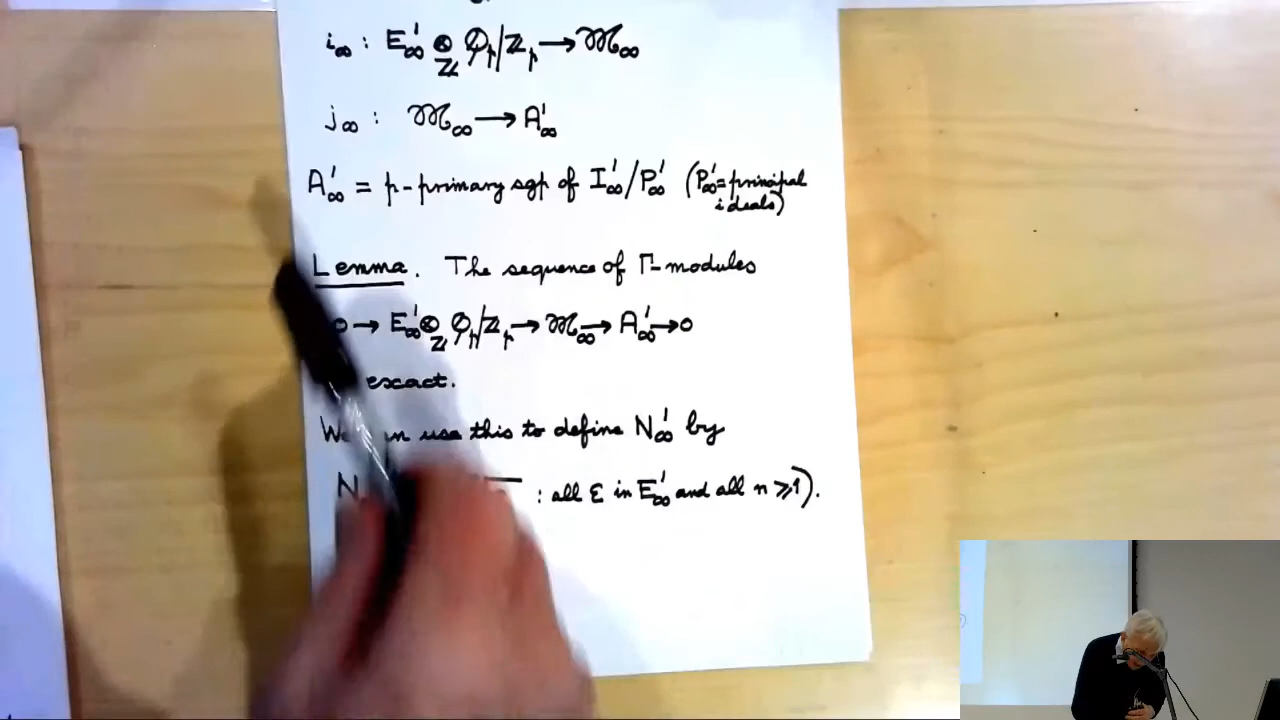 i∞ : E'∞ ⊗_ℤ ℚp/ℤp → 𝔐∞
j∞ : 𝔐∞ → A'∞
A'∞ = p-primary sgp of I'∞/P'∞ (P'∞ = principal
ideals)
Lemma. The sequence of Γ-modules
0 → E'∞ ⊗_ℤ ℚp/ℤp → 𝔐∞ → A'∞ → 0
exact.
use this to define N'∞ by
N : all ε in E'∞ and all n ⩾ 1).